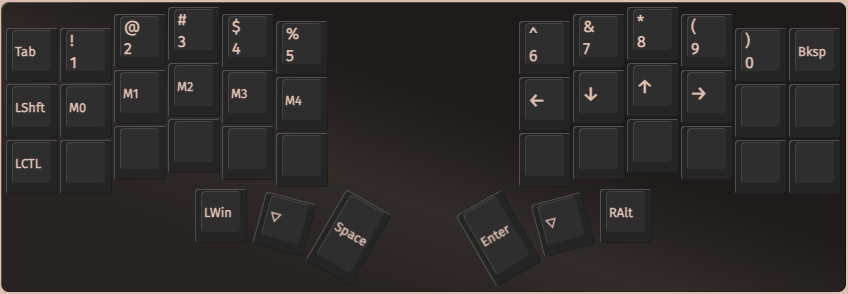 Tab ! 1 @ 2 # 3 $ 4 % 5 ^ 6 & 7 * 8 ( 9 ) 0 Bksp
LShft M0 M1 M2 M3 M4 ← ↓ ↑ →
LCTL
LWin ▽ Space Enter ▽ RAlt